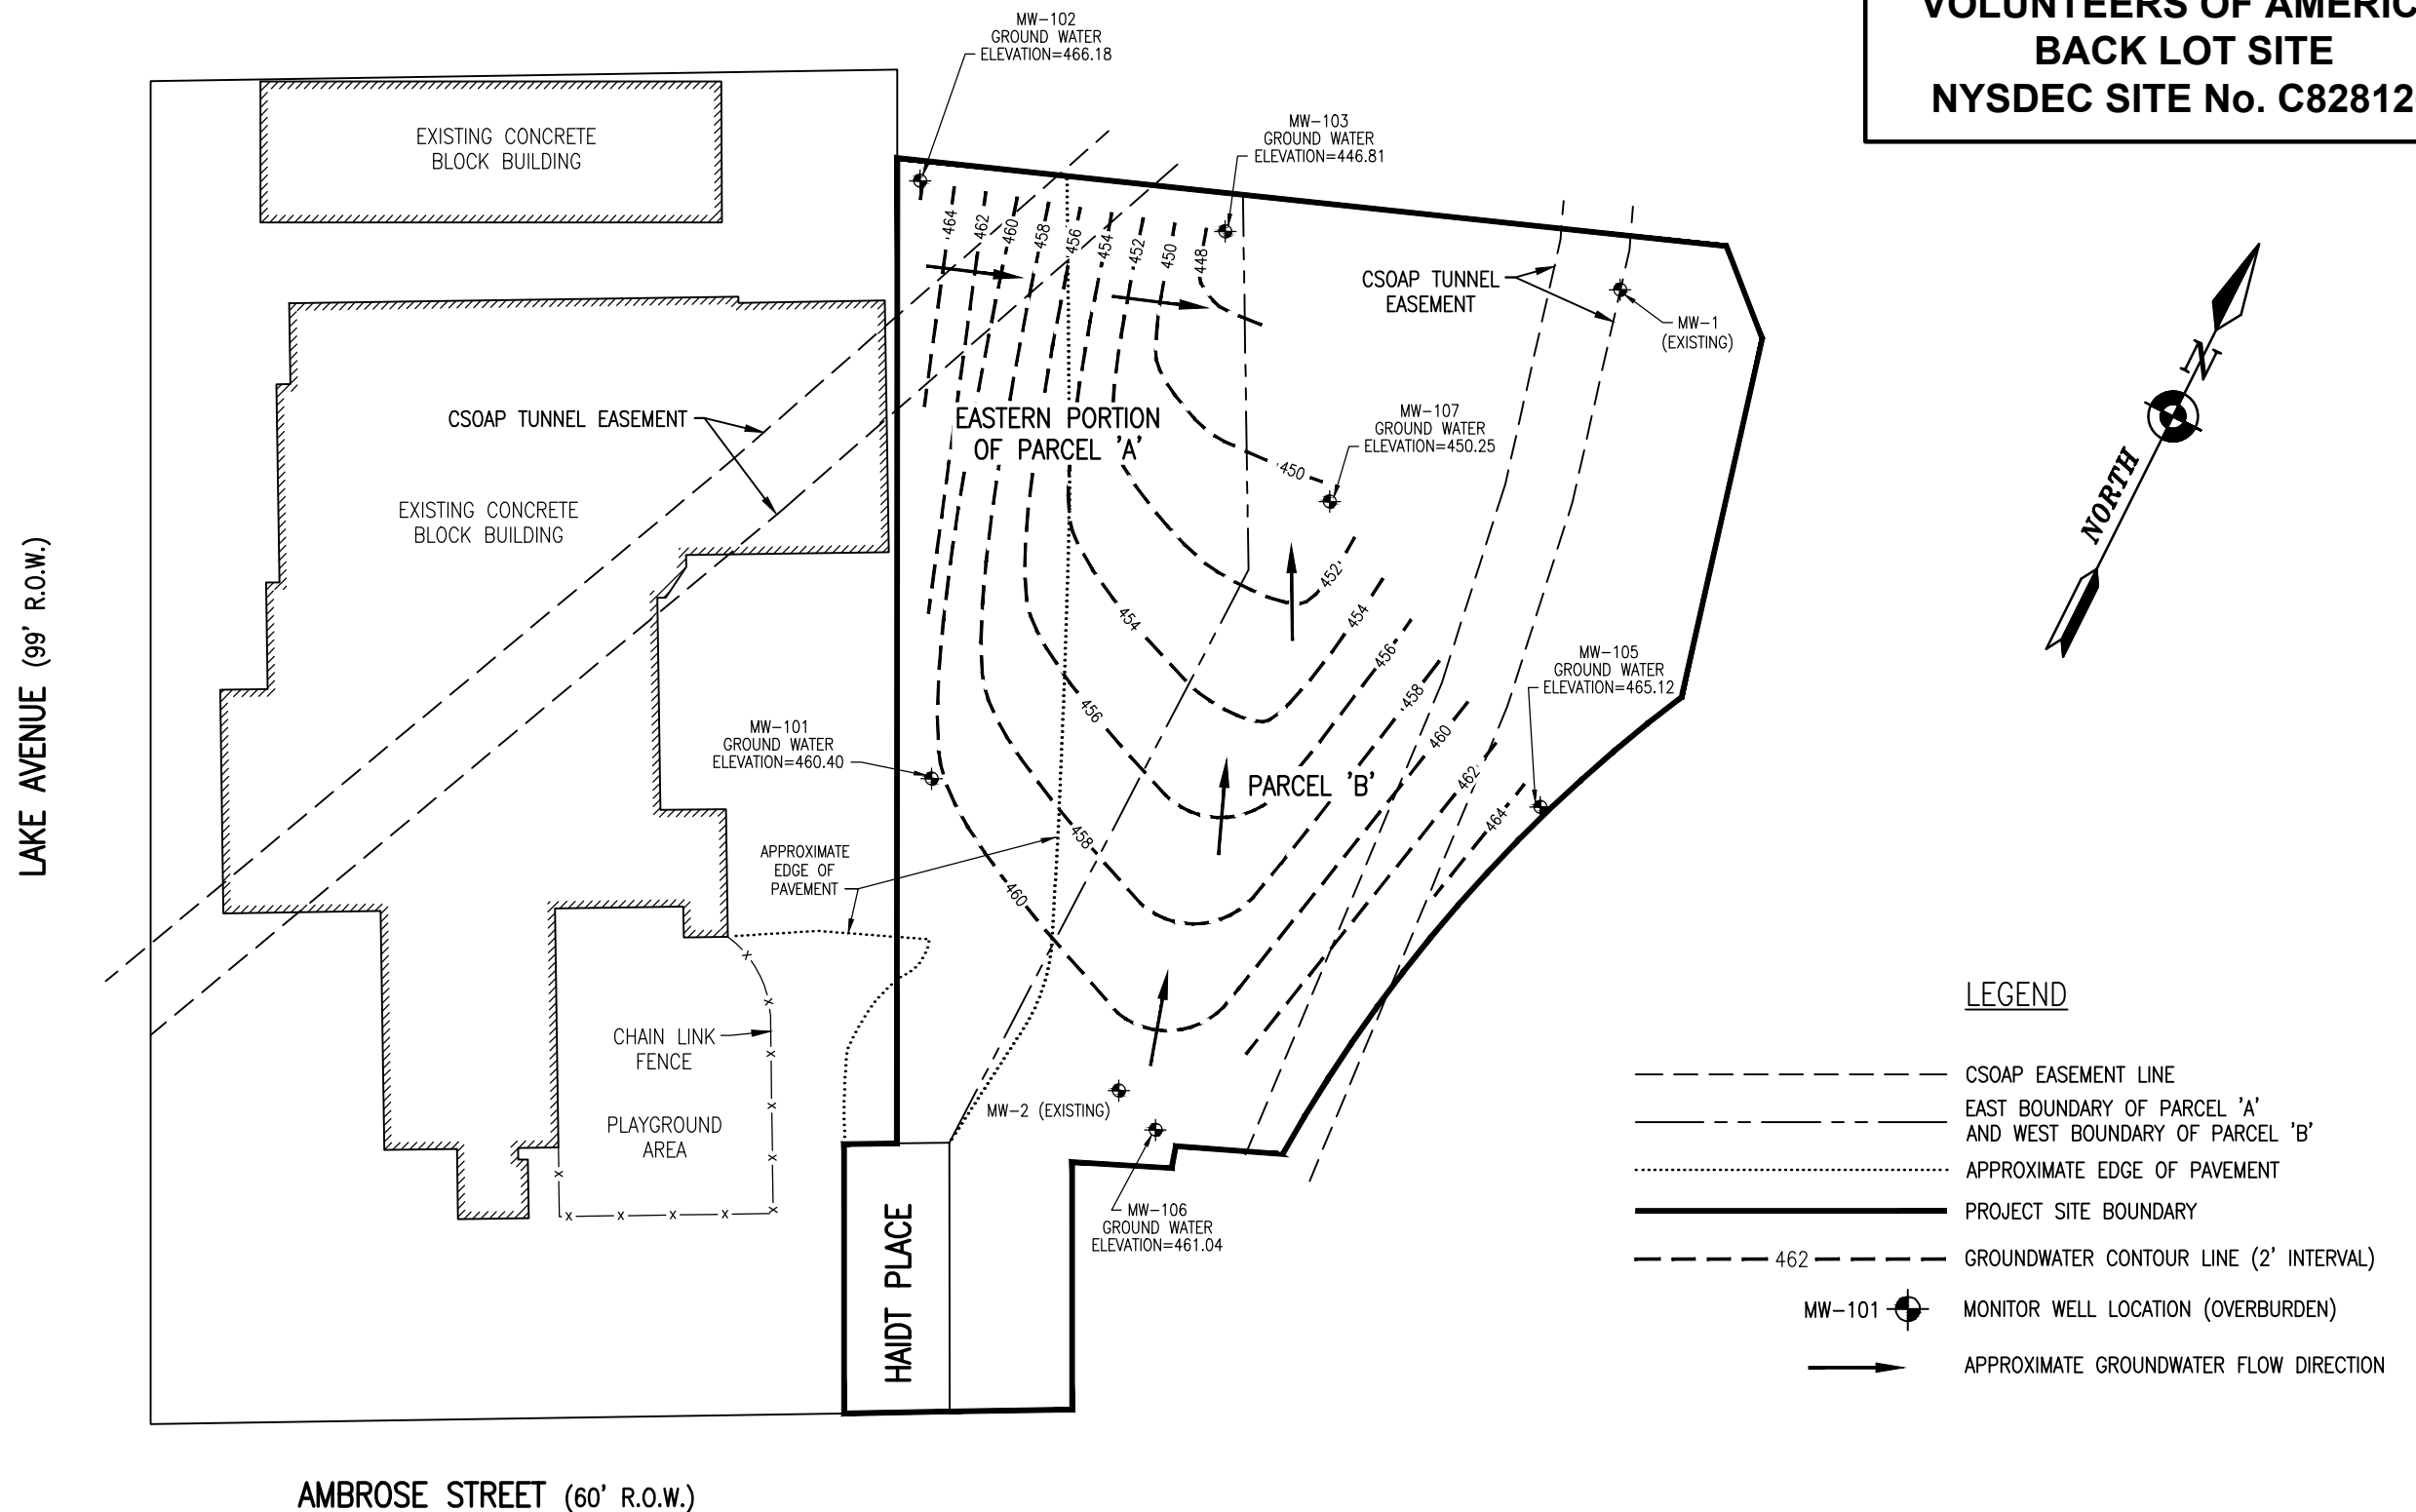 VOLUNTEERS OF AMERIC
BACK LOT SITE
NYSDEC SITE No. C82812
MW-102
GROUND WATER
ELEVATION=466.18
MW-103
GROUND WATER
ELEVATION=446.81
EXISTING CONCRETE
BLOCK BUILDING
464
462
460
458
456
454
452
450
448
CSOAP TUNNEL
EASEMENT
MW-1
(EXISTING)
N
NORTH
CSOAP TUNNEL EASEMENT
EASTERN PORTION
OF PARCEL 'A'
MW-107
GROUND WATER
ELEVATION=450.25
450
EXISTING CONCRETE
BLOCK BUILDING
LAKE AVENUE (99' R.O.W.)
452
454
454
456
456
458
458
460
460
462
464
MW-105
GROUND WATER
ELEVATION=465.12
MW-101
GROUND WATER
ELEVATION=460.40
PARCEL 'B'
APPROXIMATE
EDGE OF
PAVEMENT
CHAIN LINK
FENCE
PLAYGROUND
AREA
MW-2 (EXISTING)
MW-106
GROUND WATER
ELEVATION=461.04
HAIDT PLACE
AMBROSE STREET (60' R.O.W.)
LEGEND
CSOAP EASEMENT LINE
EAST BOUNDARY OF PARCEL 'A'
AND WEST BOUNDARY OF PARCEL 'B'
APPROXIMATE EDGE OF PAVEMENT
PROJECT SITE BOUNDARY
462 GROUNDWATER CONTOUR LINE (2' INTERVAL)
MW-101 MONITOR WELL LOCATION (OVERBURDEN)
APPROXIMATE GROUNDWATER FLOW DIRECTION